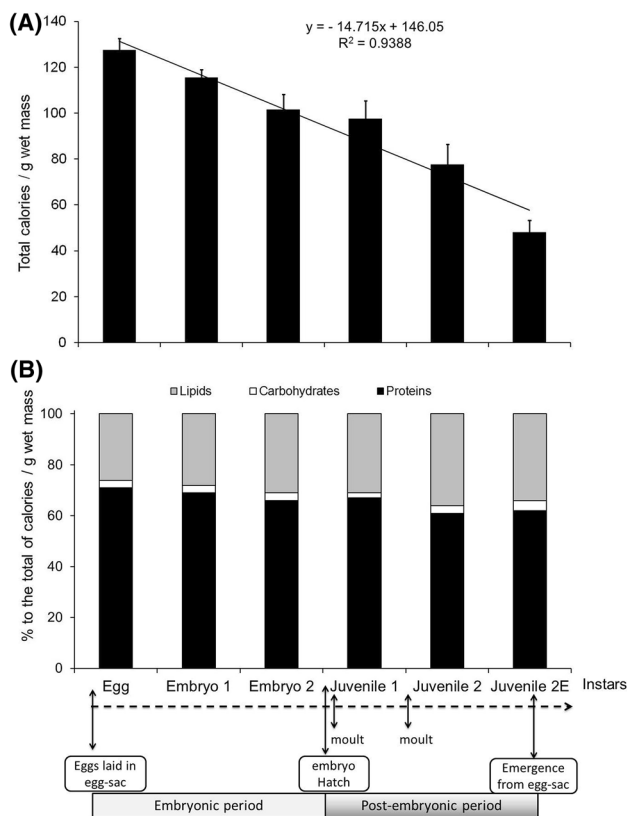 (A)
y = - 14.715x + 146.05
R² = 0.9388
Total calories / g wet mass
140
120
100
80
60
40
20
0
(B)
Lipids Carbohydrates Proteins
% to the total of calories / g wet mass
100
80
60
40
20
0
Egg Embryo 1 Embryo 2 Juvenile 1 Juvenile 2 Juvenile 2E Instars
moult moult
Eggs laid in
egg-sac
embryo
Hatch
Emergence
from egg-sac
Embryonic period Post-embryonic period